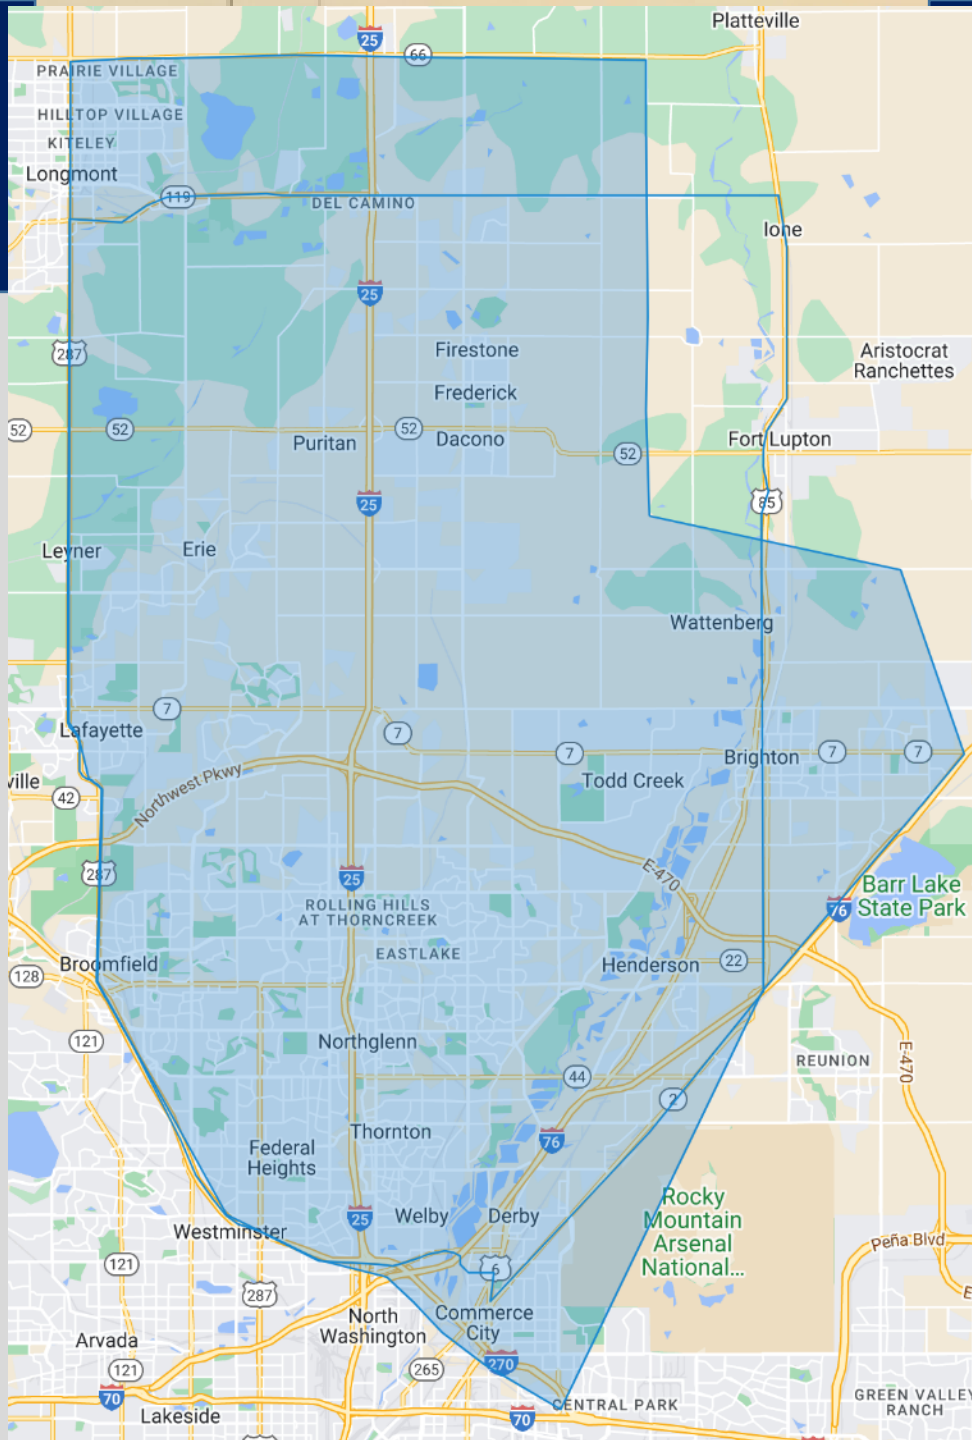 Platteville
25
66
PRAIRIE VILLAGE
HILLTOP VILLAGE
KITELEY
Longmont
119
DEL CAMINO
Ione
25
287
Firestone
Aristocrat
Ranchettes
Frederick
52
52
52
Puritan
Dacono
Fort Lupton
52
25
85
Leyner
Erie
Wattenberg
7
Lafayette
7
7
Brighton
7
7
ville
Northwest Pkwy
Todd Creek
42
287
25
E-470
Barr Lake
State Park
76
ROLLING HILLS
AT THORNCREEK
EASTLAKE
Broomfield
128
Henderson
22
121
Northglenn
REUNION
E-470
44
2
Thornton
76
Federal
Heights
Rocky
Mountain
Arsenal
National...
25
Welby
Derby
Westminster
Peña Blvd
121
6
287
E
North
Washington
Commerce
City
Arvada
121
265
270
70
Lakeside
70
CENTRAL PARK
GREEN VALLEY
RANCH